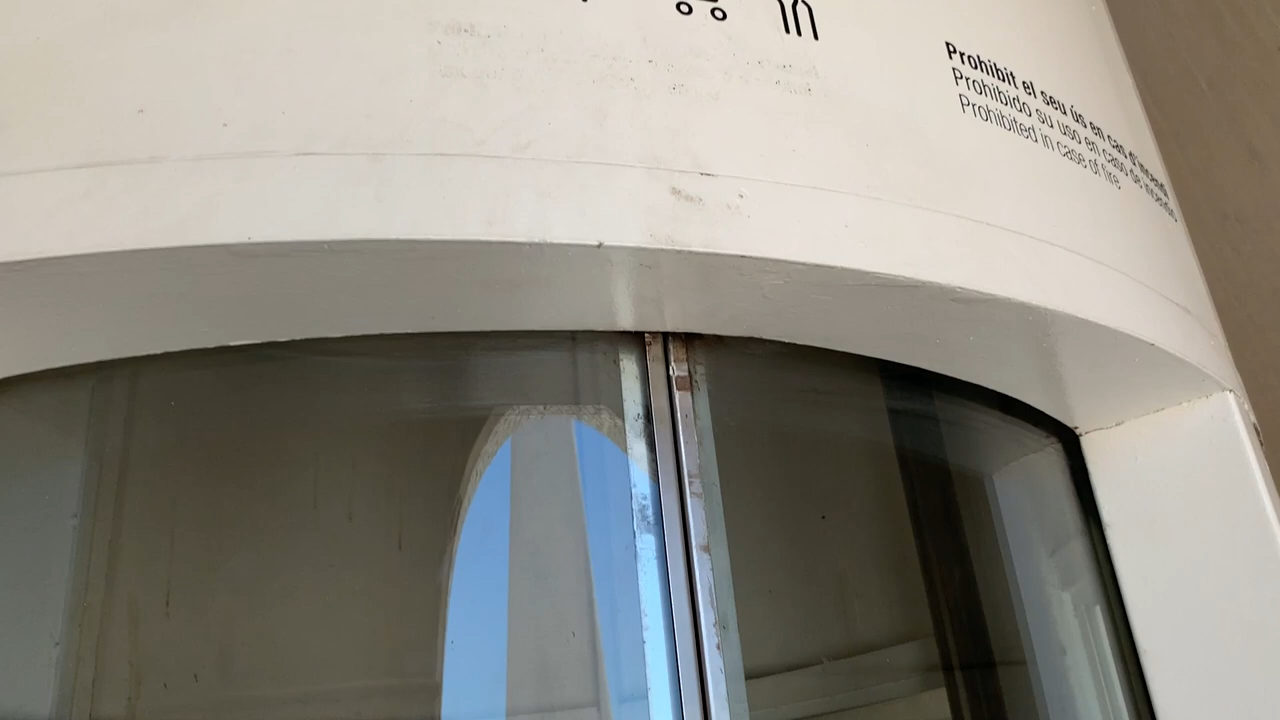 Prohibit el seu ús en cas d'incendi
Prohibido su uso en caso de incendio
Prohibited in case of fire